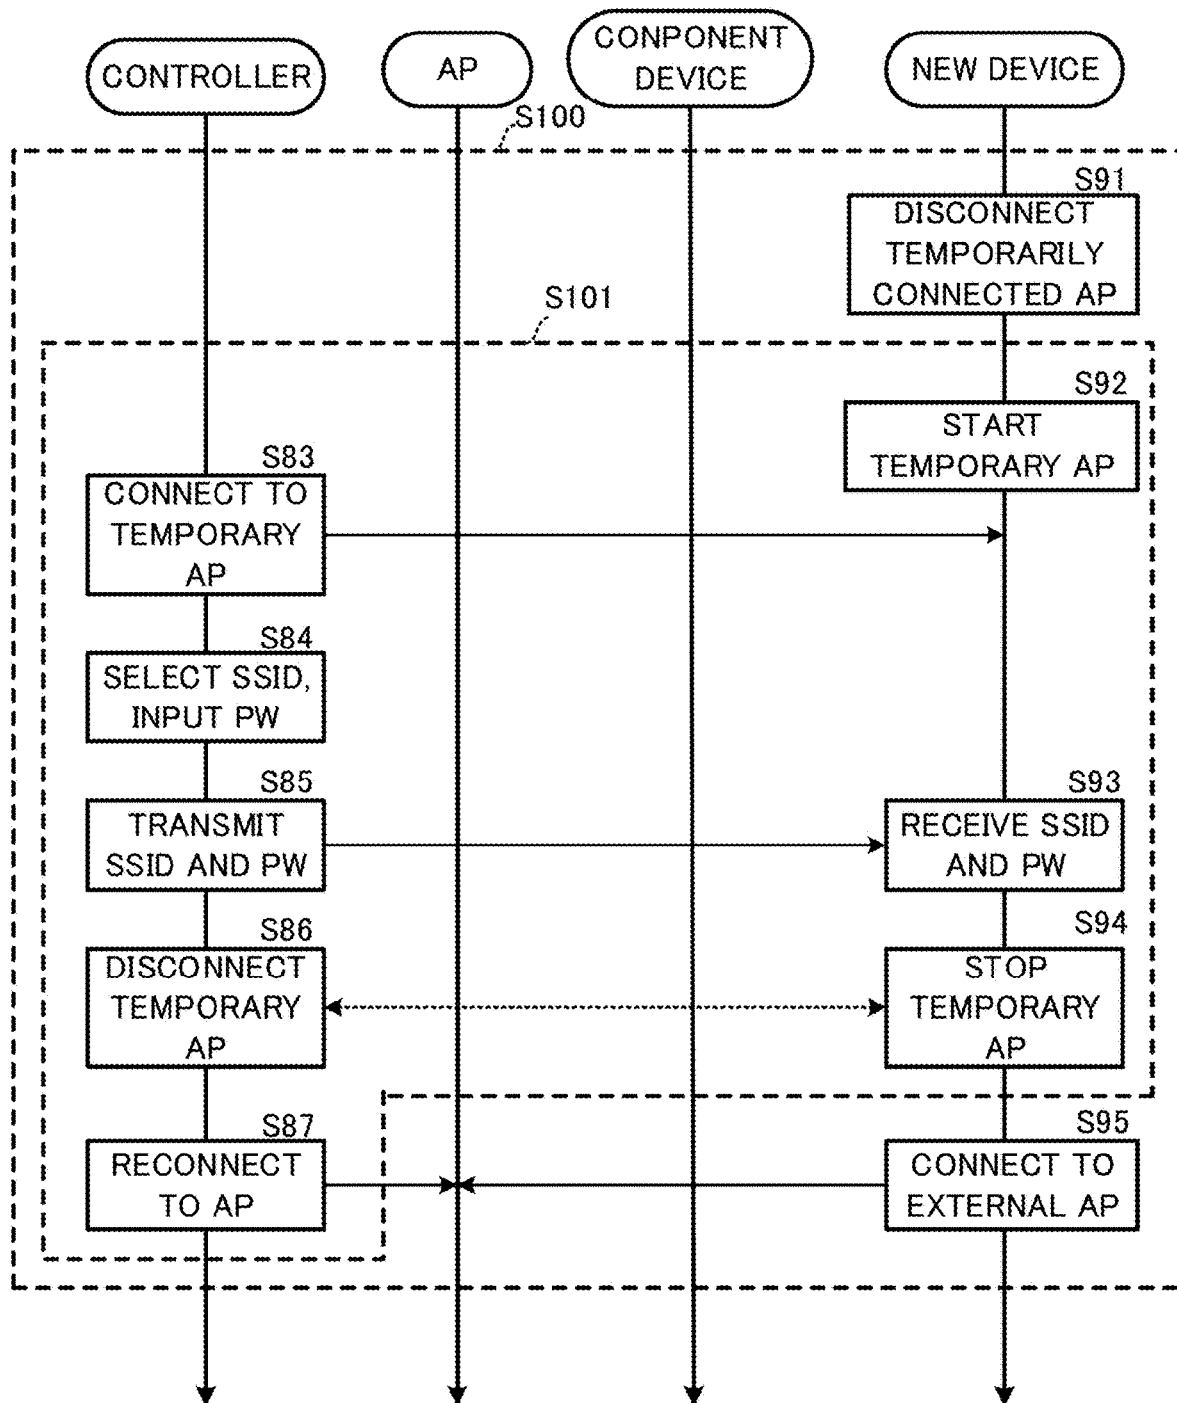 CONTROLLER
AP
CONPONENT
DEVICE
NEW DEVICE
S100
S91
DISCONNECT
TEMPORARILY
CONNECTED AP
S101
S92
START
TEMPORARY AP
S83
CONNECT TO
TEMPORARY
AP
S84
SELECT SSID,
INPUT PW
S85
TRANSMIT
SSID AND PW
S93
RECEIVE SSID
AND PW
S86
DISCONNECT
TEMPORARY
AP
S94
STOP
TEMPORARY
AP
S87
RECONNECT
TO AP
S95
CONNECT TO
EXTERNAL AP